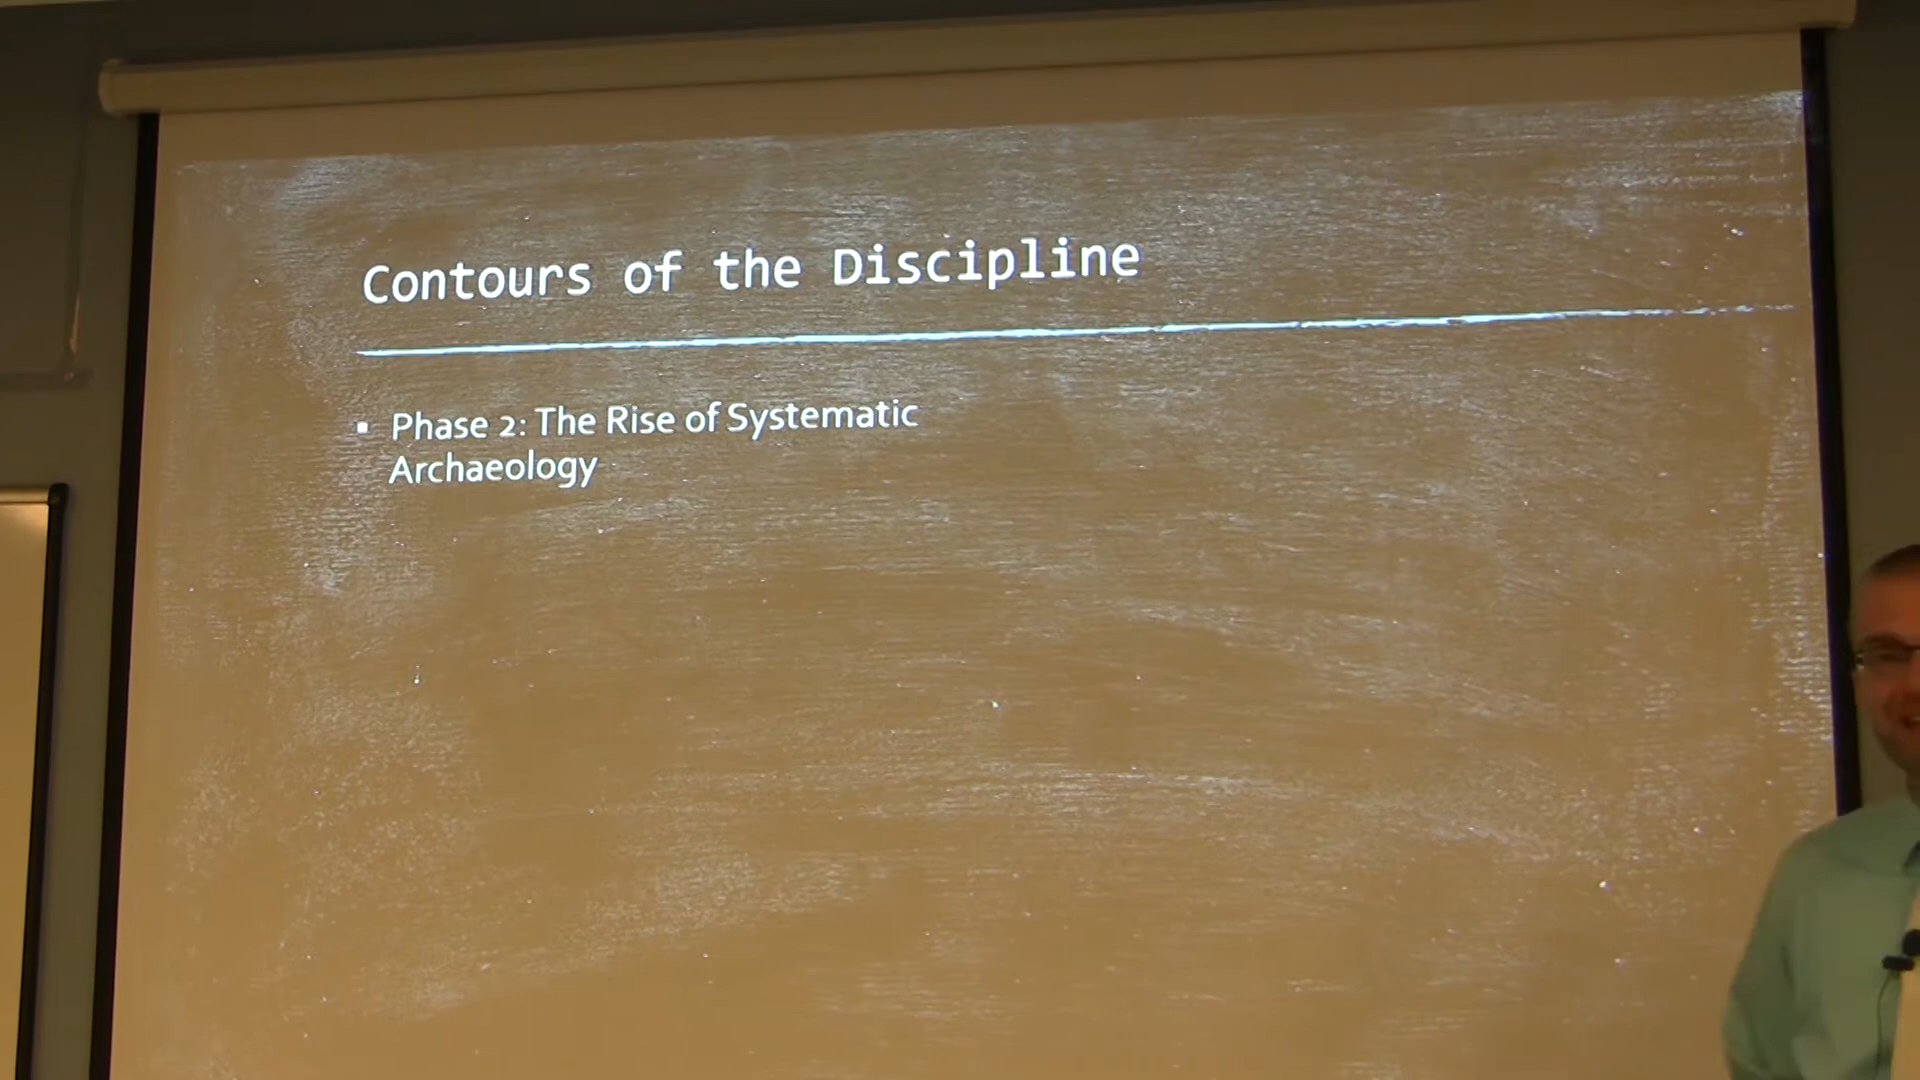 Contours of the Discipline
▪ Phase 2: The Rise of Systematic
Archaeology